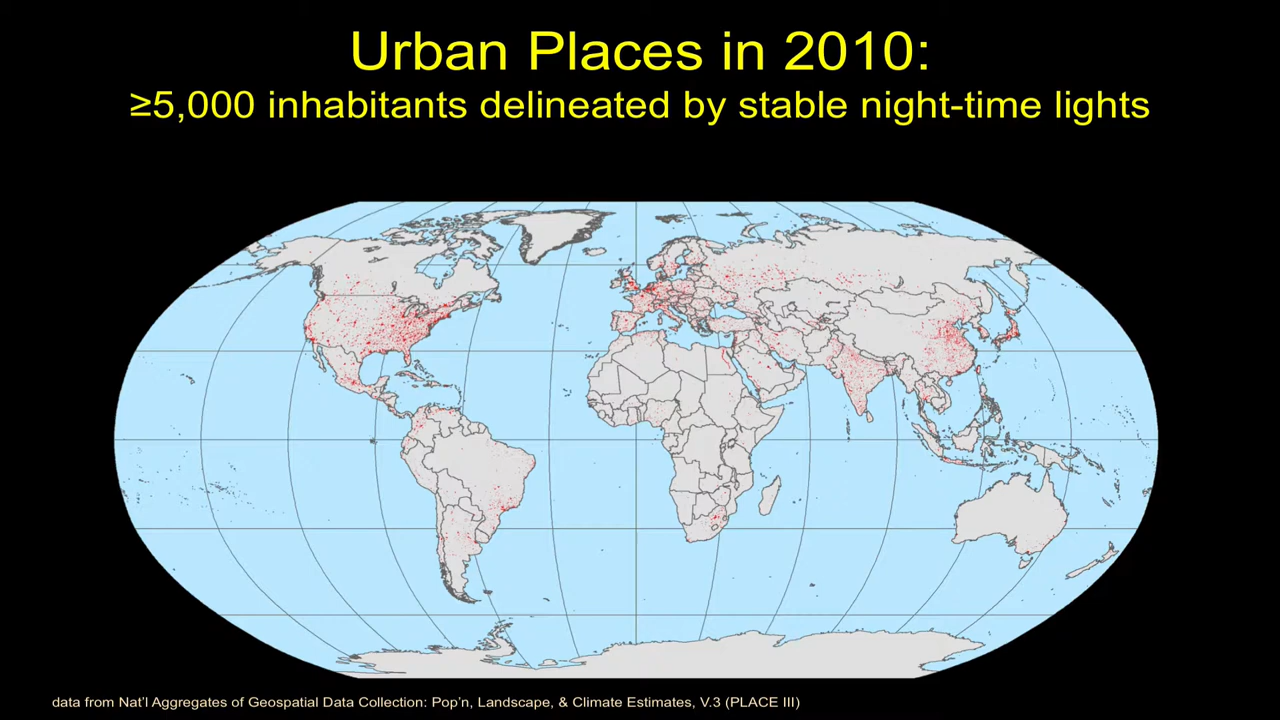 Urban Places in 2010:
≥5,000 inhabitants delineated by stable night-time lights
data from Nat'l Aggregates of Geospatial Data Collection: Pop'n, Landscape, & Climate Estimates, V.3 (PLACE III)